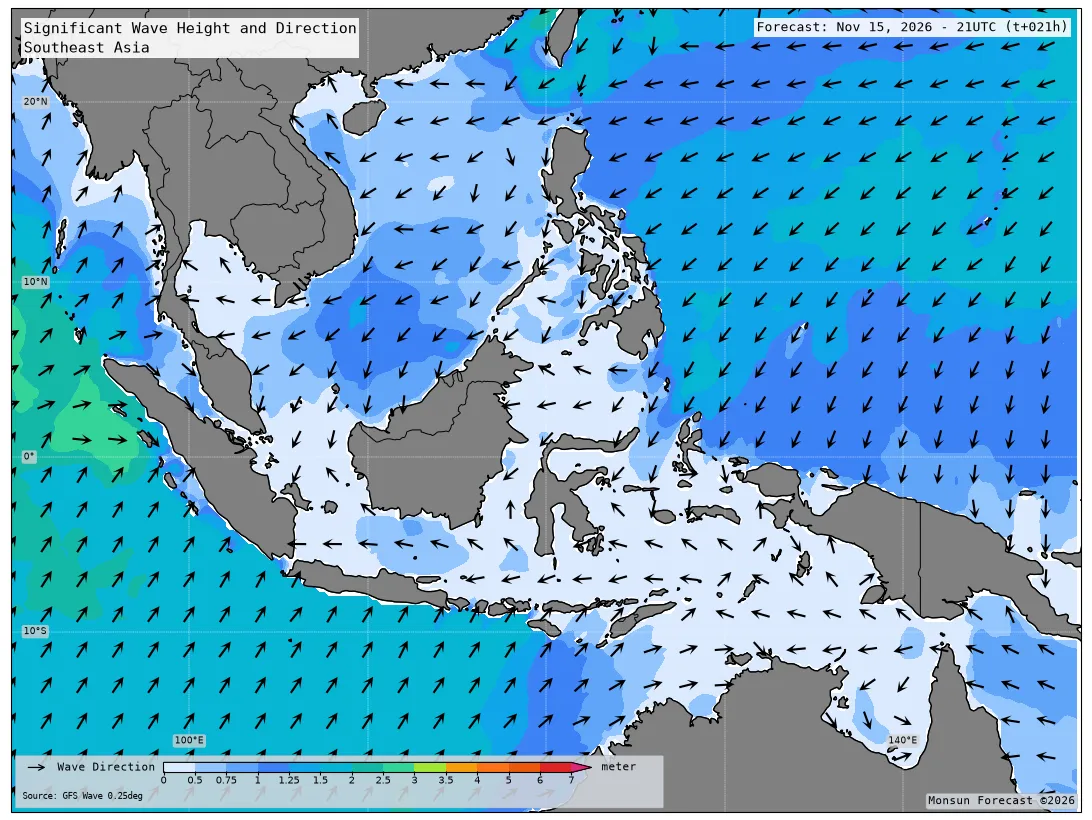 Significant Wave Height and Direction
Southeast Asia
Forecast: Nov 15, 2026 - 21UTC (t+021h)
20°N
10°N
0°
10°S
100°E
140°E
Wave Direction
0 0.5 0.75 1 1.25 1.5 2 2.5 3 3.5 4 5 6 7
meter
Source: GFS Wave 0.25deg
Monsun Forecast ©2026